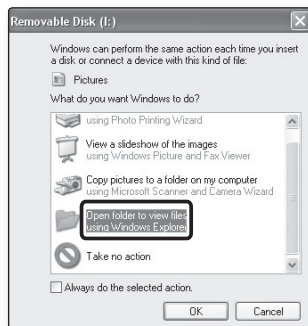 Removable Disk (I:)
Windows can perform the same action each time you insert
a disk or connect a device with this kind of file:
Pictures
What do you want Windows to do?
using Photo Printing Wizard
View a slideshow of the images
using Windows Picture and Fax Viewer
Copy pictures to a folder on my computer
using Microsoft Scanner and Camera Wizard
Open folder to view files
using Windows Explorer
Take no action
Always do the selected action.
OK
Cancel